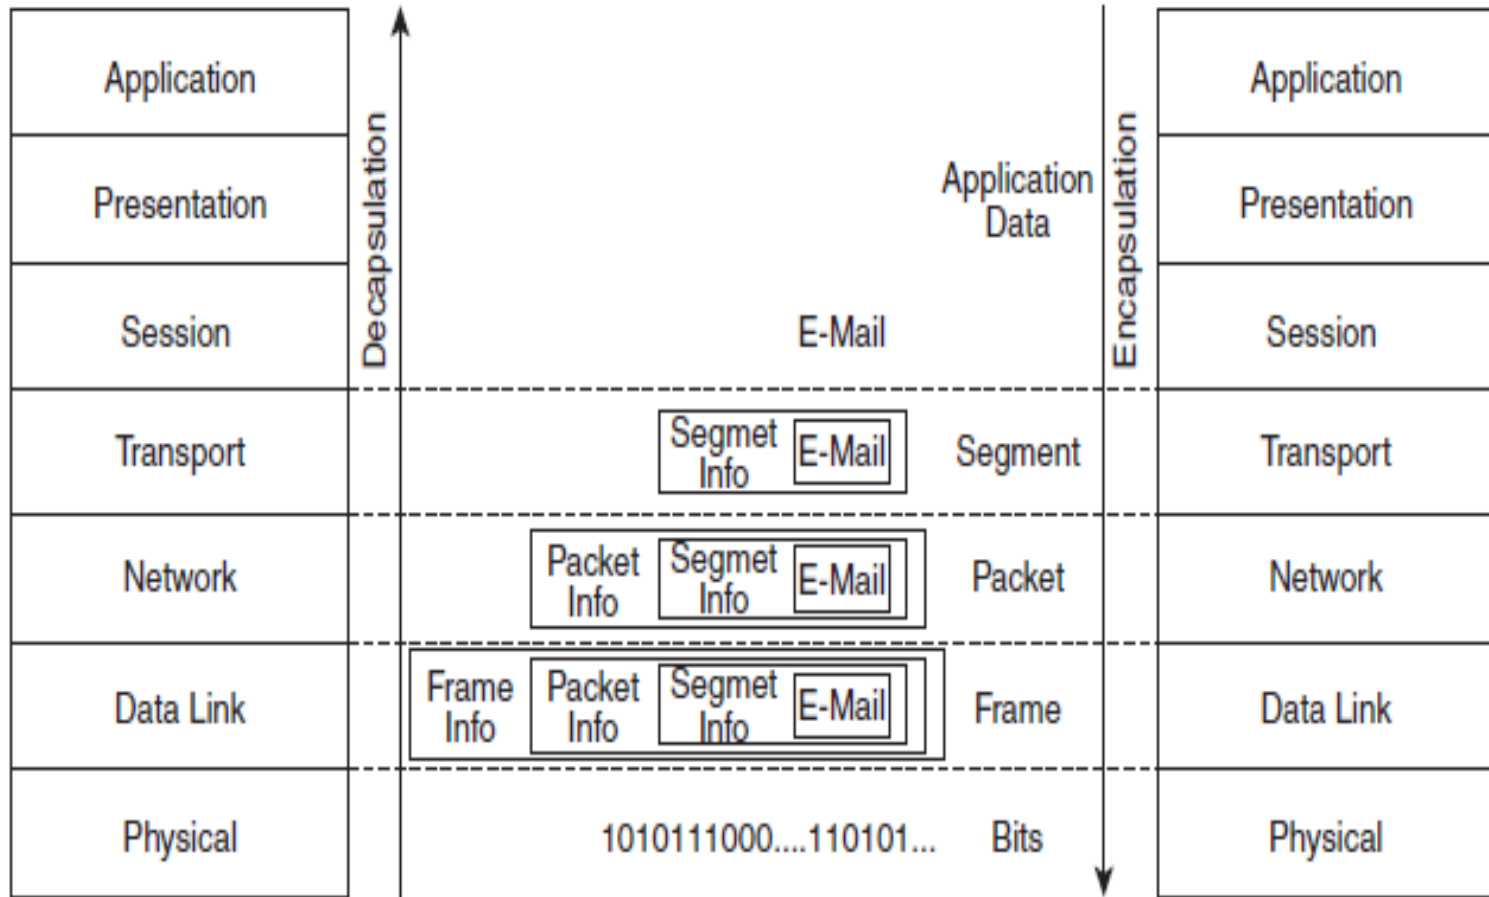 Application
Presentation
Session
Transport
Network
Data Link
Physical
Decapsulation
Application
Data
E-Mail
Segmet
Info
E-Mail
Segment
Packet
Info
Segmet
Info
E-Mail
Packet
Frame
Info
Packet
Info
Segmet
Info
E-Mail
Frame
1010111000....110101...
Bits
Encapsulation
Application
Presentation
Session
Transport
Network
Data Link
Physical